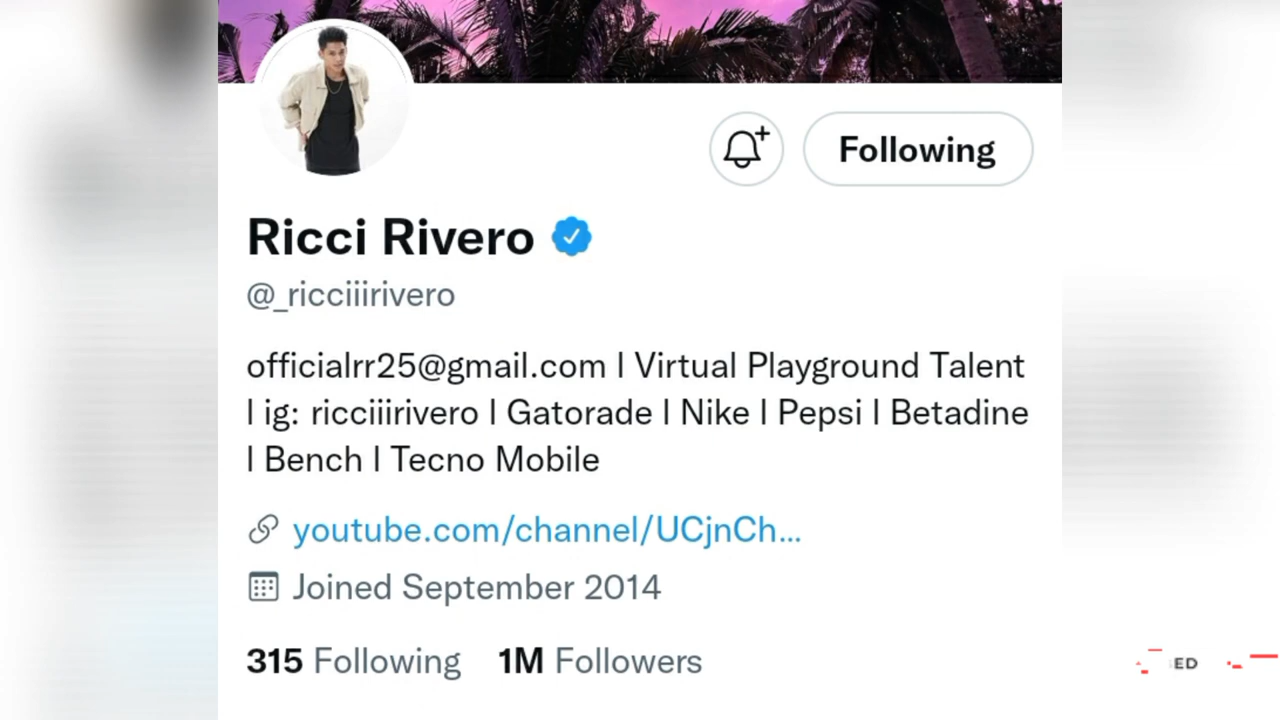 Following
Ricci Rivero
@_ricciiirivero
officialrr25@gmail.com | Virtual Playground Talent
| ig: ricciiirivero | Gatorade | Nike | Pepsi | Betadine
| Bench | Tecno Mobile
youtube.com/channel/UCjnCh...
Joined September 2014
315 Following 1M Followers
ED